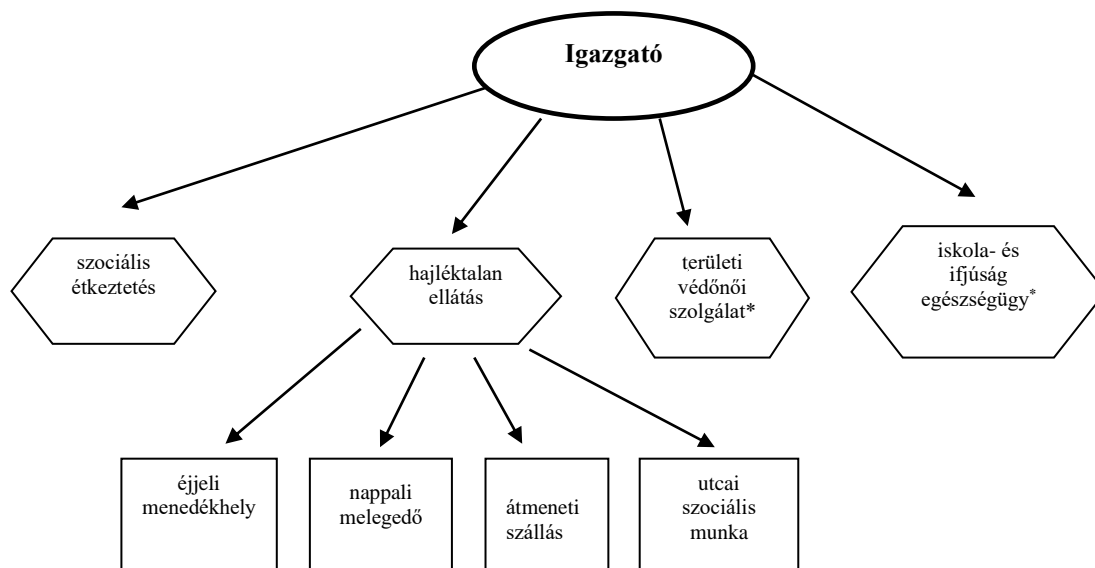 Igazgató
szociális
étkeztetés
hajléktalan
ellátás
területi
védőnői
szolgálat*
iskola- és
ifjúság
egészségügy*
éjjeli
menedékhely
nappali
melegedő
átmeneti
szállás
utcai
szociális
munka